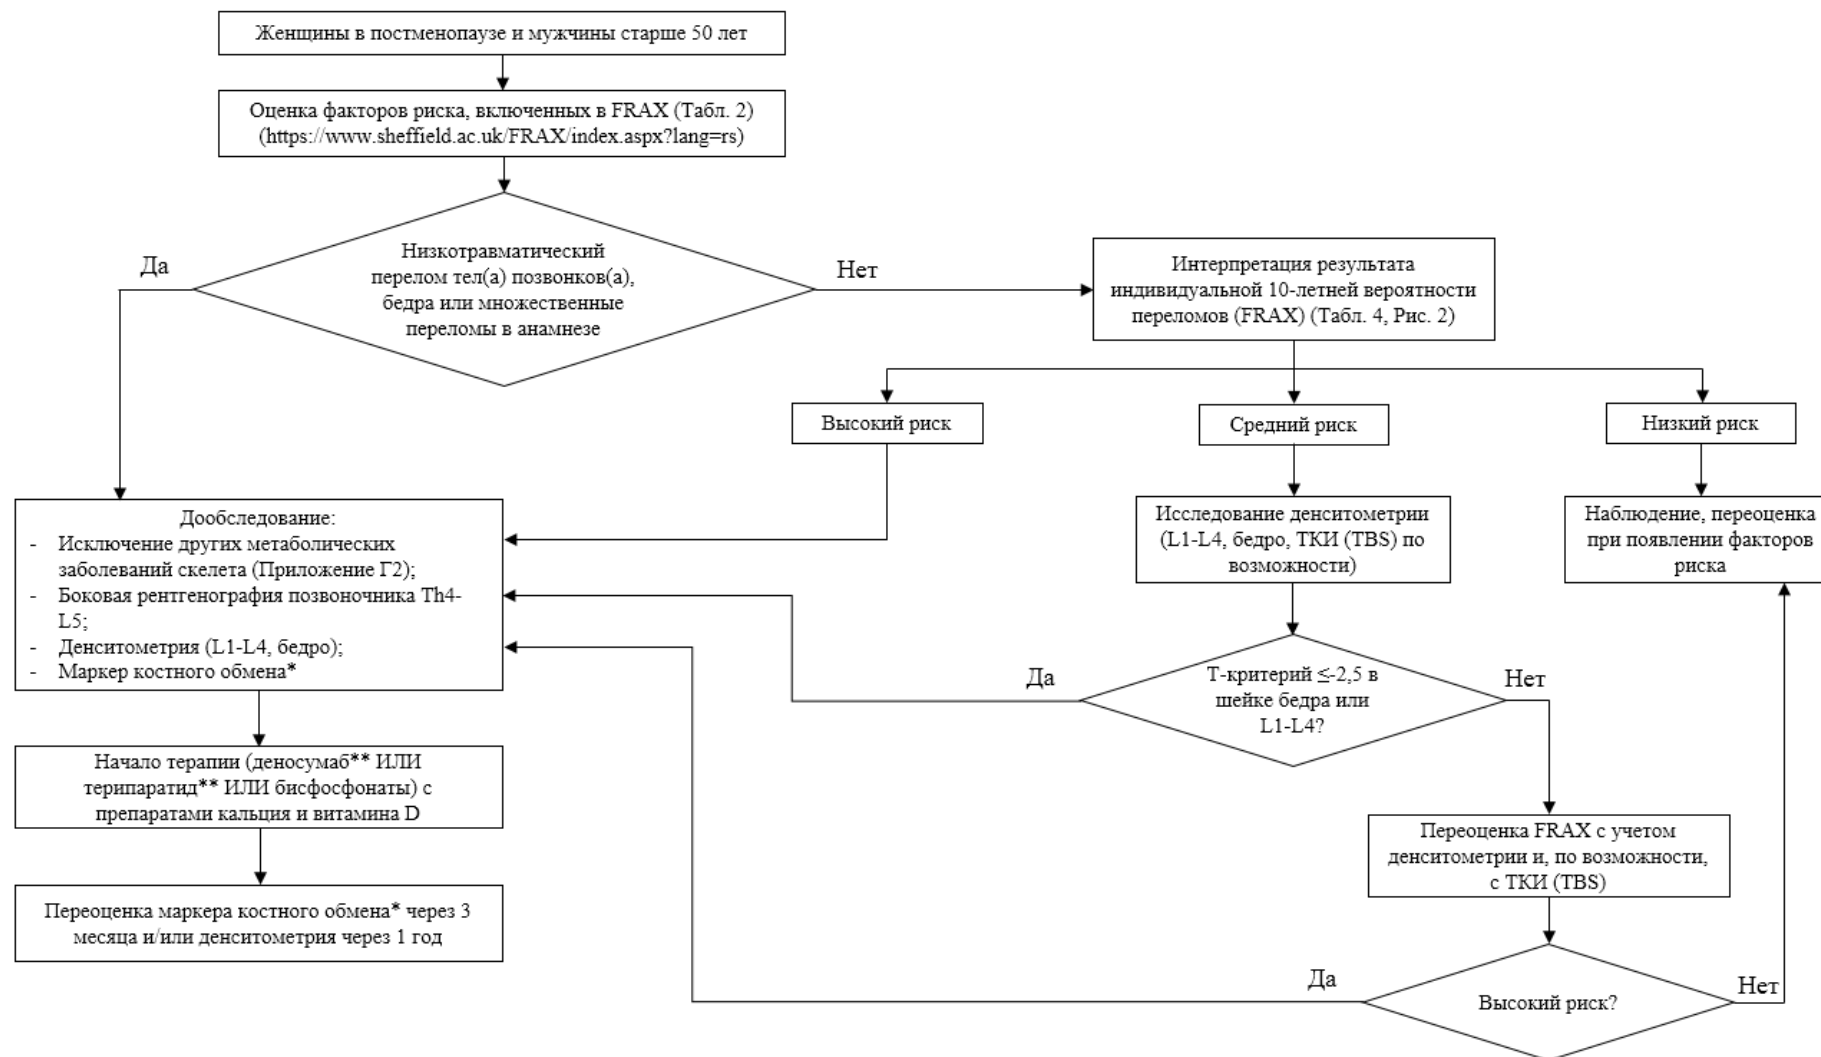 Женщины в постменопаузе и мужчины старше 50 лет
Оценка факторов риска, включенных в FRAX (Табл. 2)
(https://www.sheffield.ac.uk/FRAX/index.aspx?lang=rs)
Низкотравматический
перелом тел(а) позвонков(а),
бедра или множественные
переломы в анамнезе
Да
Нет
Интерпретация результата
индивидуальной 10-летней вероятности
переломов (FRAX) (Табл. 4, Рис. 2)
Высокий риск
Средний риск
Низкий риск
Дообследование:
- Исключение других метаболических
заболеваний скелета (Приложение Г2);
- Боковая рентгенография позвоночника Th4-
L5;
- Денситометрия (L1-L4, бедро);
- Маркер костного обмена*
Исследование денситометрии
(L1-L4, бедро, ТКИ (TBS) по
возможности)
Наблюдение, переоценка
при появлении факторов
риска
Т-критерий ≤-2,5 в
шейке бедра или
L1-L4?
Да
Нет
Начало терапии (деносумаб** ИЛИ
терипаратид** ИЛИ бисфосфонаты) с
препаратами кальция и витамина D
Переоценка FRAX с учетом
денситометрии и, по возможности,
с ТКИ (TBS)
Переоценка маркера костного обмена* через 3
месяца и/или денситометрия через 1 год
Высокий риск?
Да
Нет